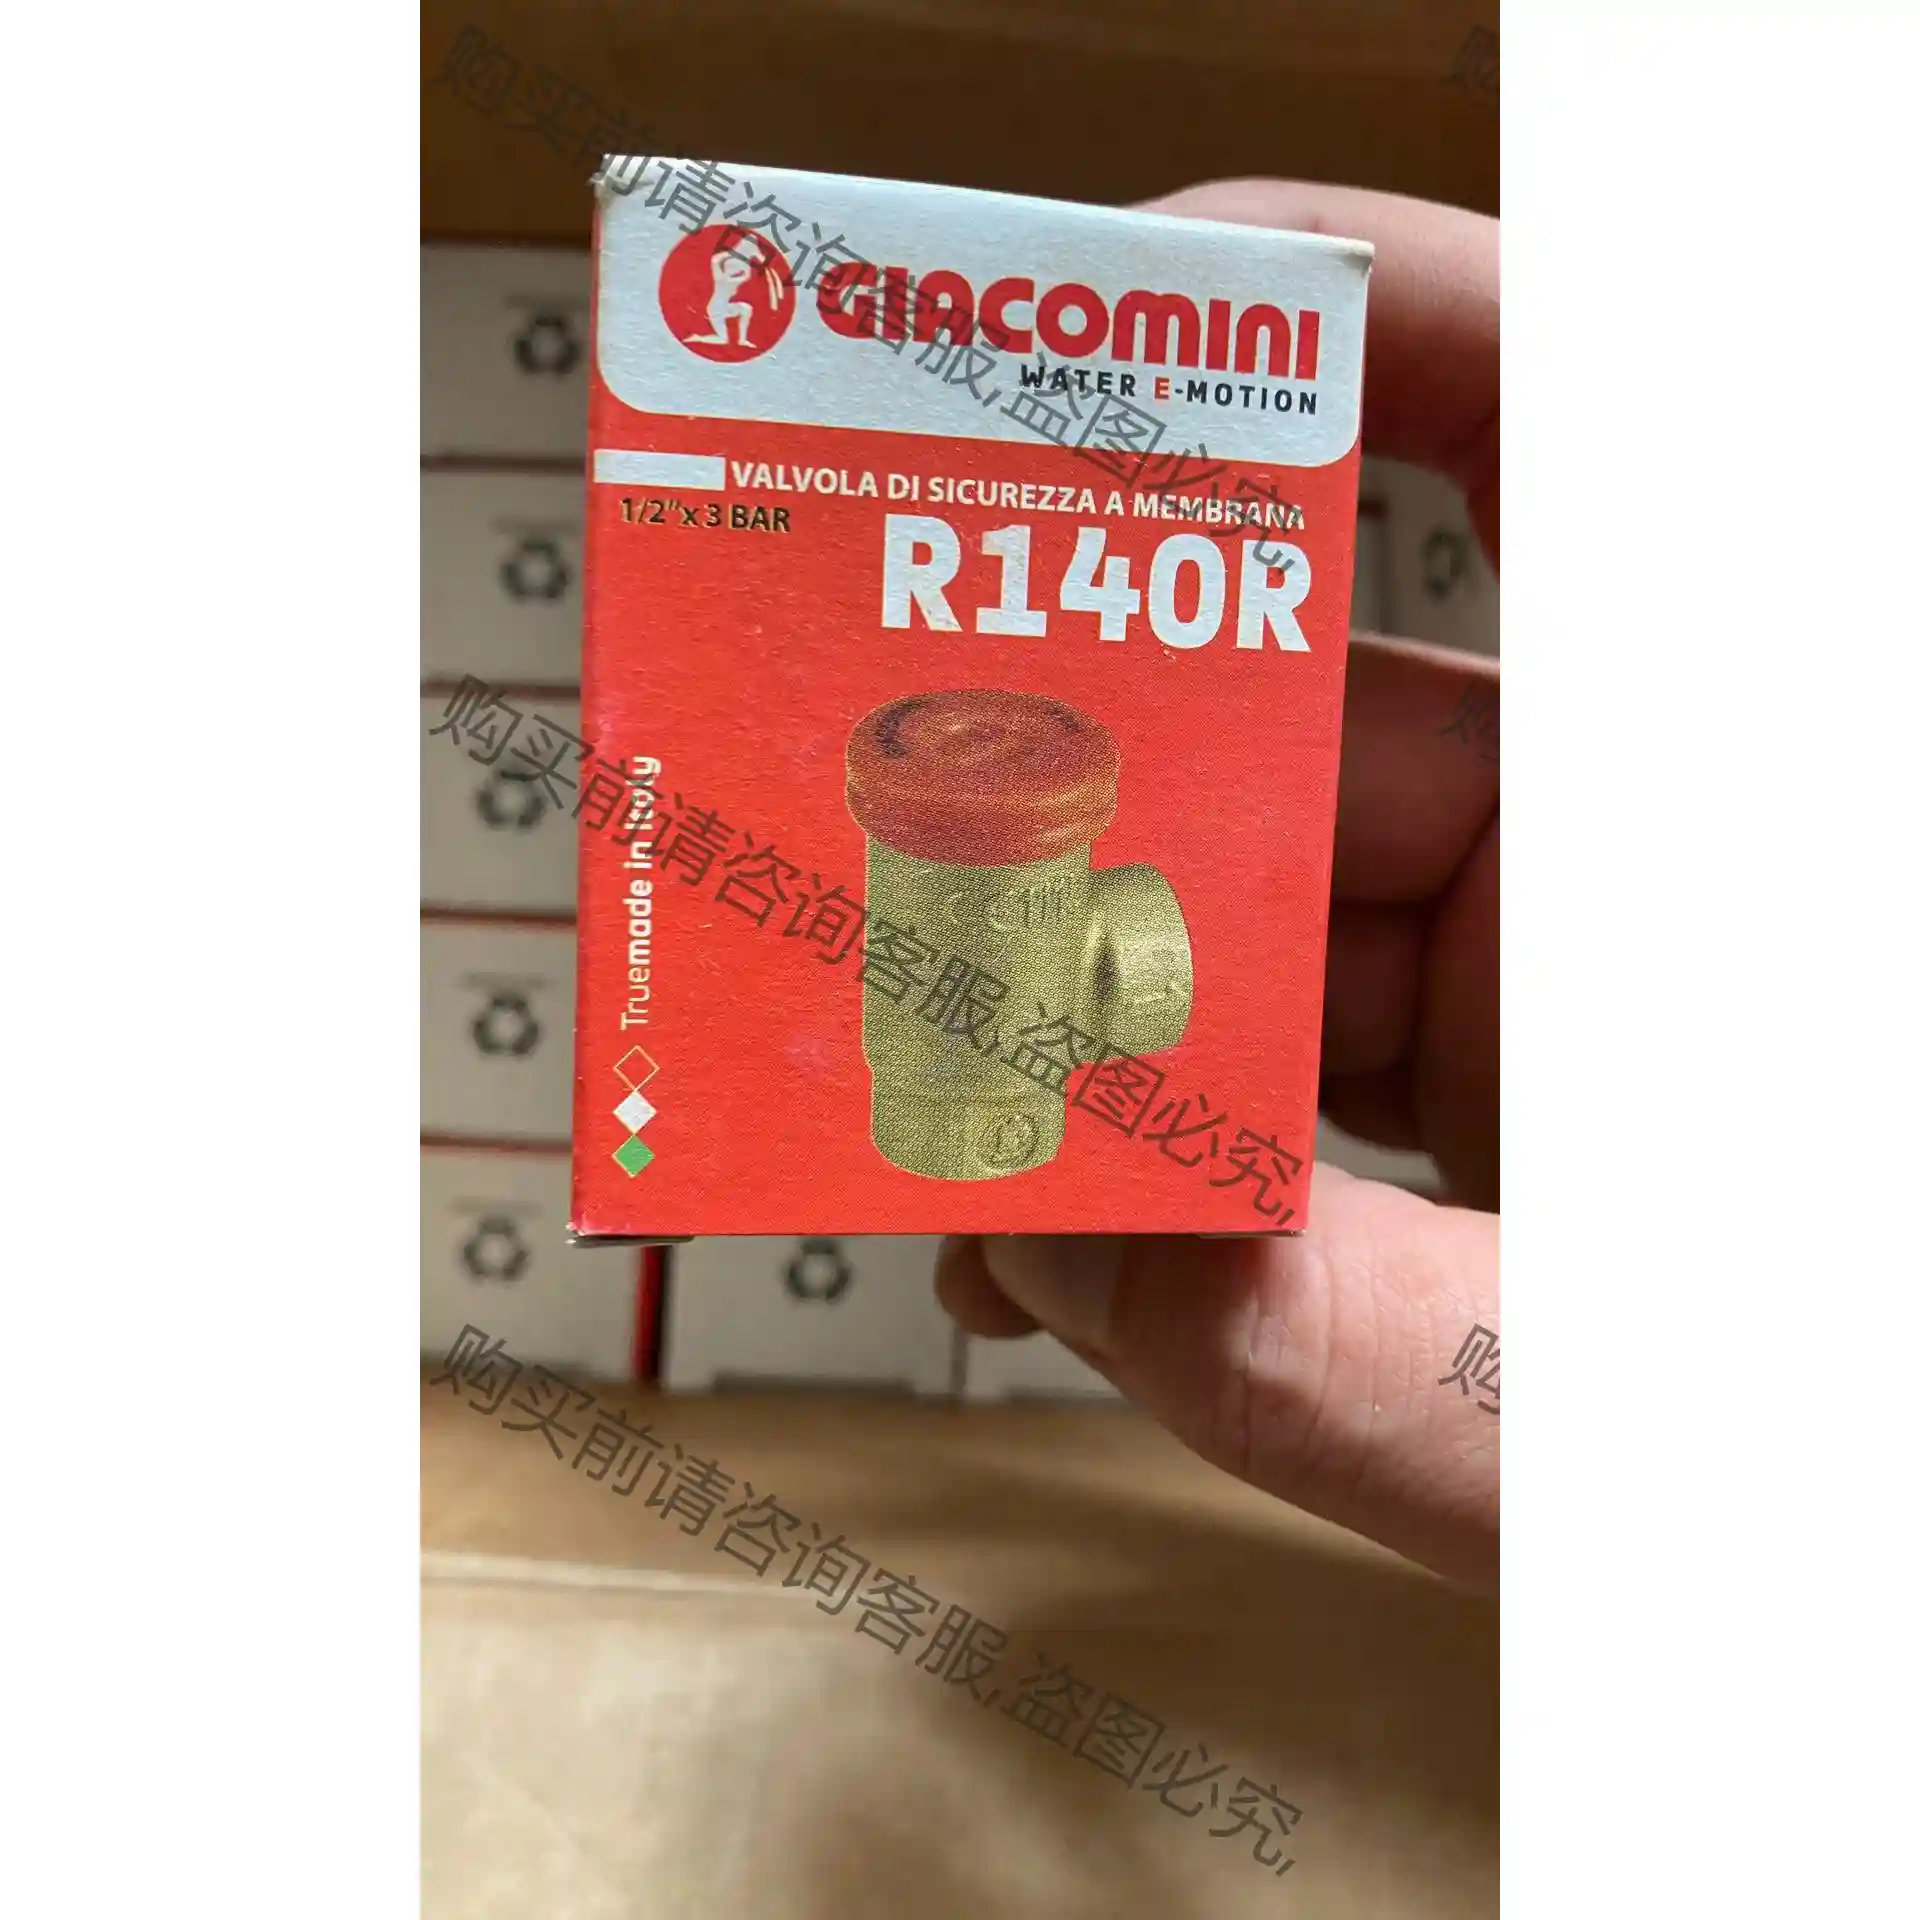 GIACOMINI
WATER E-MOTION
VALVOLA DI SICUREZZA A MEMBRANA
1/2"x 3 BAR
R140R
Truemade in Italy
购买前请咨询客服,盗图必究,
购买前请咨询客服,盗图必究,
购买前请咨询客服,盗图必究,